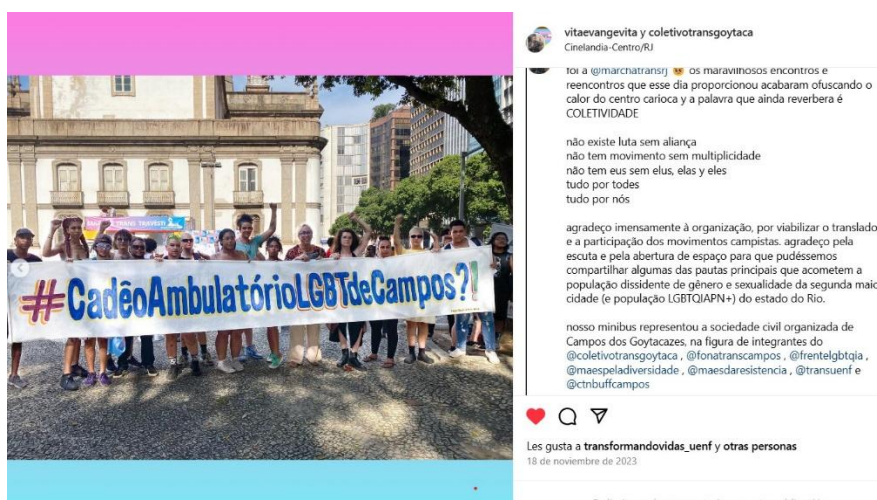 vitaevangevita y coletivotransgoytaca
Cinelandia-Centro/RJ
foi a @marchatransrj os maravilhosos encontros e
reencontros que esse dia proporcionou acabaram ofuscando o
calor do centro carioca y a palavra que ainda reverbera é
COLETIVIDADE
não existe luta sem aliança
não tem movimento sem multiplicidade
não tem eus sem elus, elas y eles
tudo por todes
tudo por nós
agradeço imensamente à organização, por viabilizar o translado
e a participação dos movimentos campistas. agradeço pela
escuta e pela abertura de espaço para que pudéssemos
compartilhar algumas das pautas principais que acometem a
população dissidente de gênero e sexualidade da segunda maio
cidade (e população LGBTQIAPN+) do estado do Rio.
nosso minibus representou a sociedade civil organizada de
Campos dos Goytacazes, na figura de integrantes do
@coletivotransgoytaca , @fonatranscampos , @frentelgbtqia ,
@maespeladiversidade , @maesdaresistencia , @transuenf e
@ctnbuffcampos
Les gusta a transformandovidas_uenf y otras personas
18 de noviembre de 2023
#CadêoAmbulatórioLGBTdeCampos?!